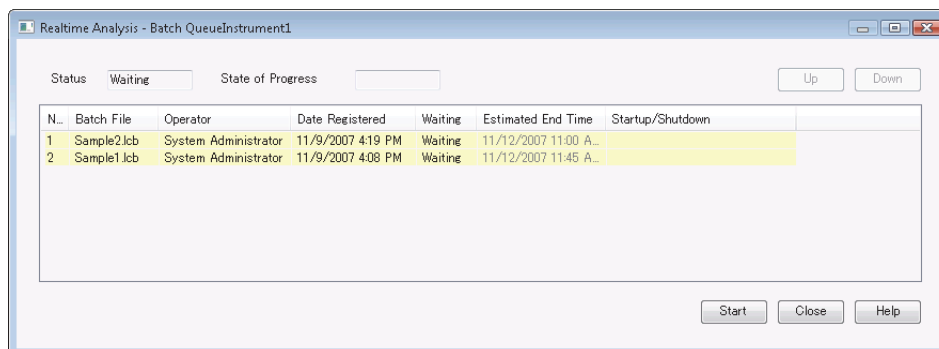 Realtime Analysis - Batch QueueInstrument1
Status Waiting State of Progress Up Down
N... Batch File Operator Date Registered Waiting Estimated End Time Startup/Shutdown
1 Sample2.lcb System Administrator 11/9/2007 4:19 PM Waiting 11/12/2007 11:00 A...
2 Sample1.lcb System Administrator 11/9/2007 4:08 PM Waiting 11/12/2007 11:45 A...
Start Close Help